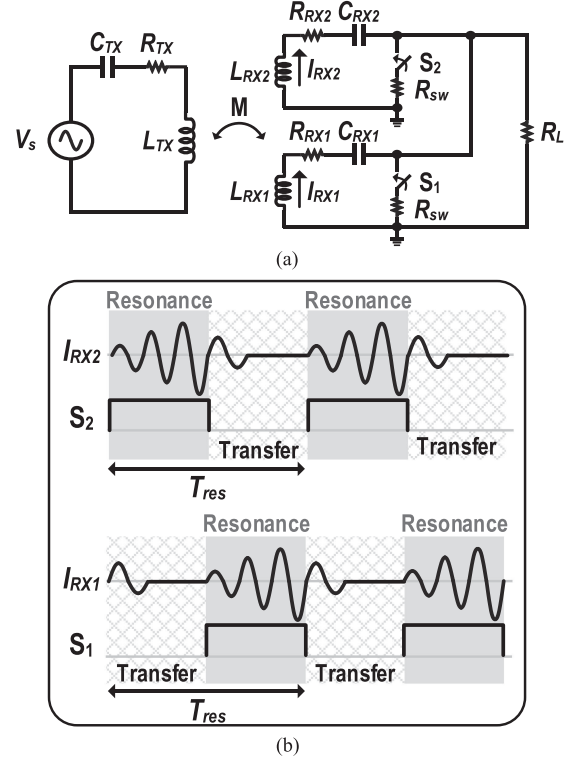 C_TX R_TX
V_s
L_TX
M
R_RX2 C_RX2
L_RX2 I_RX2
S_2
R_sw
R_RX1 C_RX1
L_RX1 I_RX1
S_1
R_sw
R_L
(a)
Resonance Resonance
I_RX2
S_2
Transfer Transfer
T_res
Resonance Resonance
I_RX1
S_1
Transfer Transfer
T_res
(b)